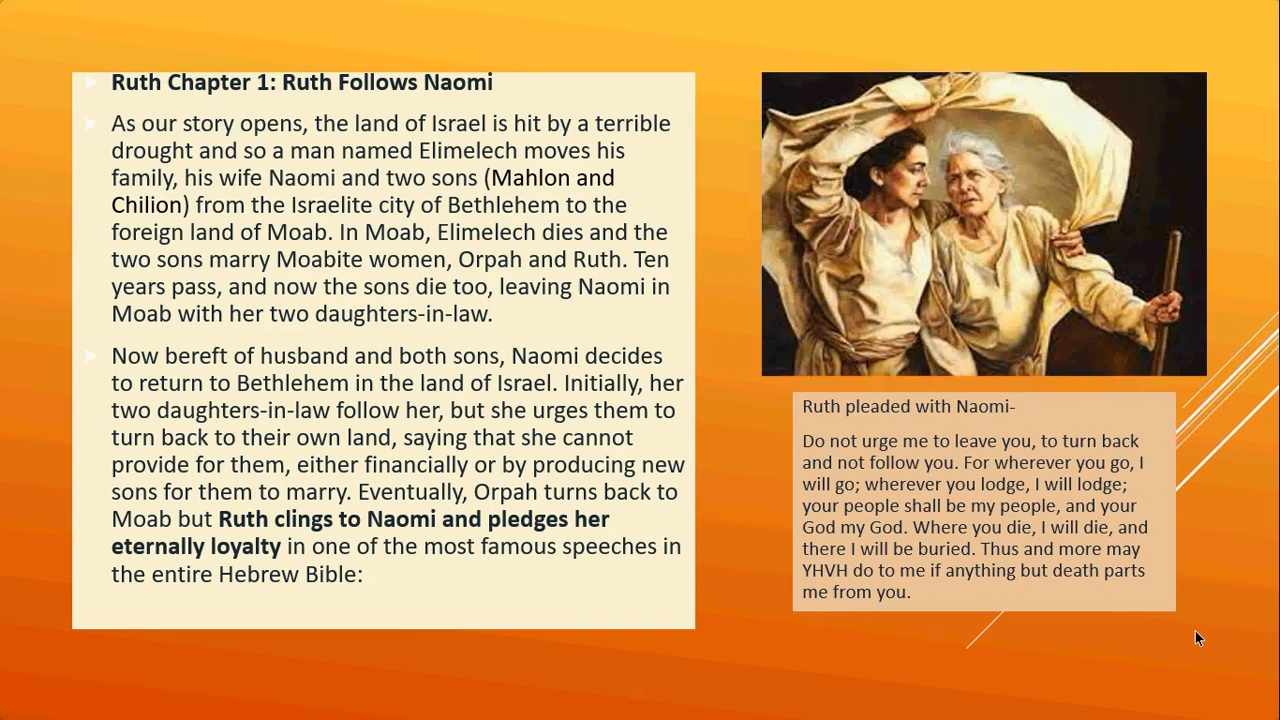 Ruth Chapter 1: Ruth Follows Naomi
As our story opens, the land of Israel is hit by a terrible
drought and so a man named Elimelech moves his
family, his wife Naomi and two sons (Mahlon and
Chilion) from the Israelite city of Bethlehem to the
foreign land of Moab. In Moab, Elimelech dies and the
two sons marry Moabite women, Orpah and Ruth. Ten
years pass, and now the sons die too, leaving Naomi in
Moab with her two daughters-in-law.
Now bereft of husband and both sons, Naomi decides
to return to Bethlehem in the land of Israel. Initially, her
two daughters-in-law follow her, but she urges them to
turn back to their own land, saying that she cannot
provide for them, either financially or by producing new
sons for them to marry. Eventually, Orpah turns back to
Moab but Ruth clings to Naomi and pledges her
eternally loyalty in one of the most famous speeches in
the entire Hebrew Bible:
Ruth pleaded with Naomi-
Do not urge me to leave you, to turn back
and not follow you. For wherever you go, I
will go; wherever you lodge, I will lodge;
your people shall be my people, and your
God my God. Where you die, I will die, and
there I will be buried. Thus and more may
YHVH do to me if anything but death parts
me from you.